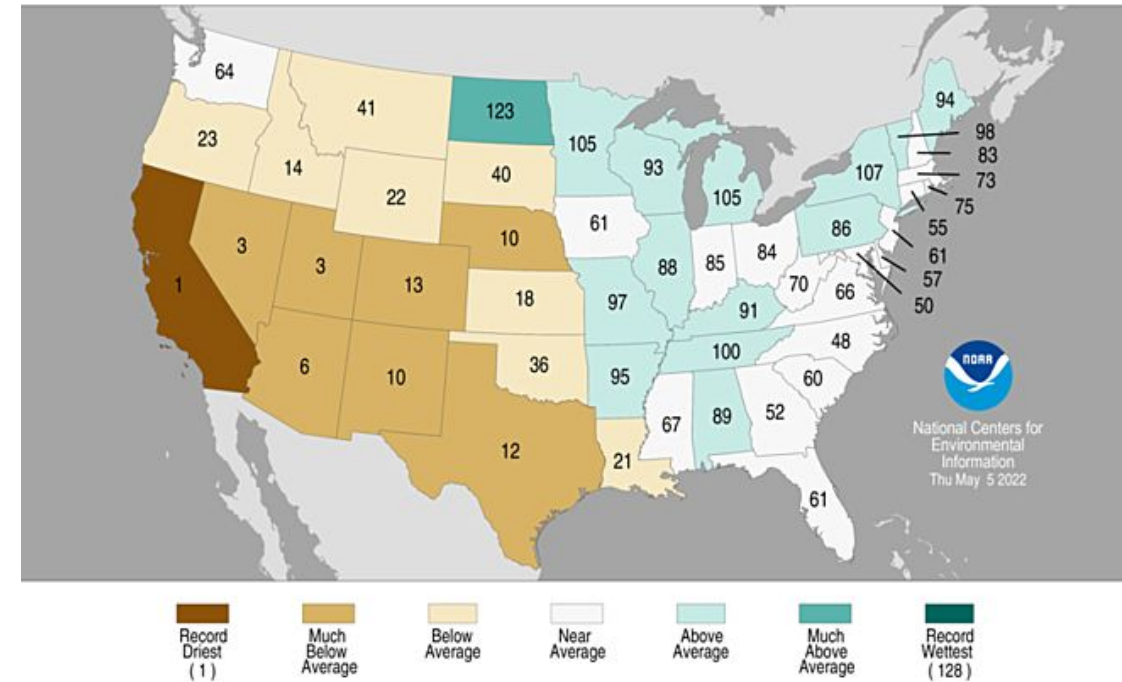 64
41
123
105
94
98
83
73
75
55
61
57
50
23
14
22
40
93
105
107
86
61
3
3
13
10
88
85
84
70
66
1
18
97
91
48
6
10
36
95
100
60
67
89
52
12
21
61
NOAA
National Centers for
Environmental
Information
Thu May 5 2022
Record
Driest
( 1 )
Much
Below
Average
Below
Average
Near
Average
Above
Average
Much
Above
Average
Record
Wettest
( 128 )